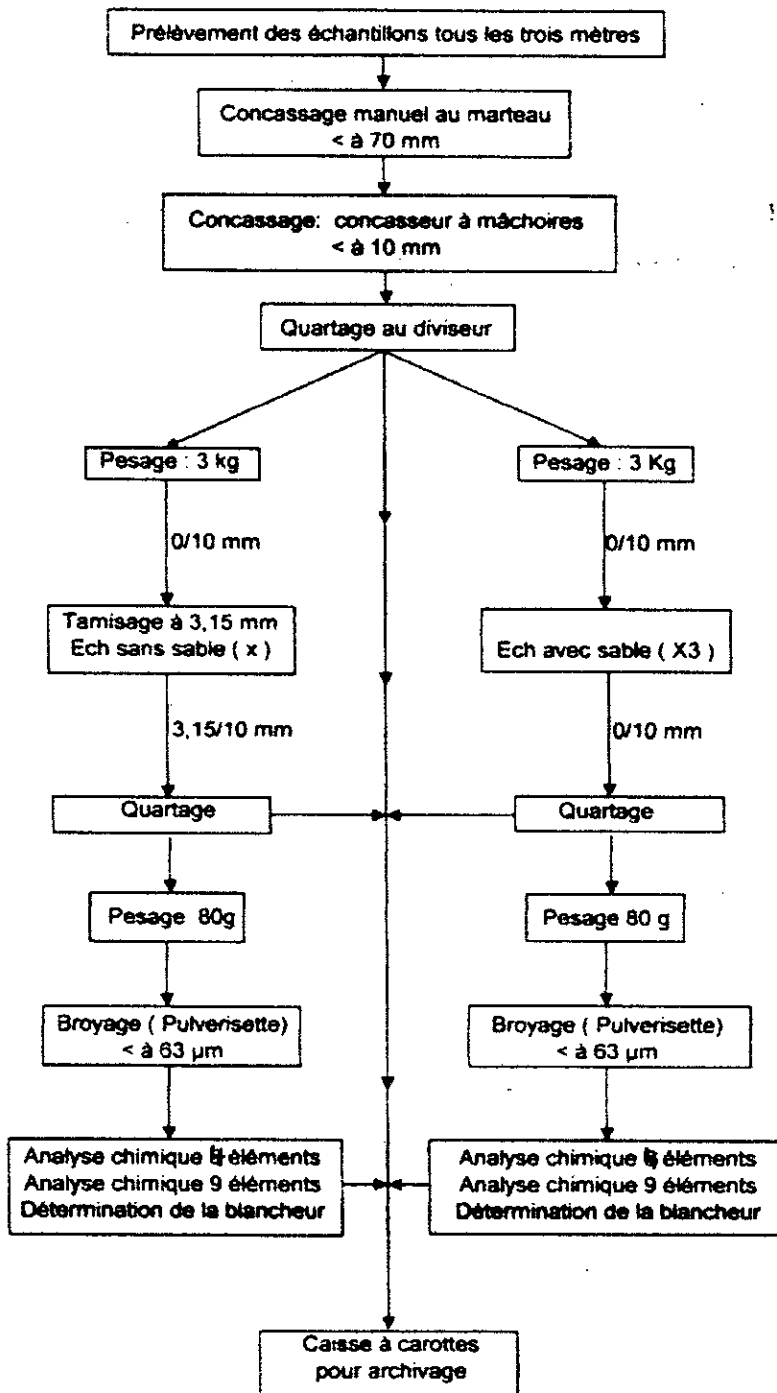 Prélèvement des échantillons tous les trois mètres
Concassage manuel au marteau
< à 70 mm
Concassage: concasseur à mâchoires
< à 10 mm
Quartage au diviseur
Pesage : 3 kg
Pesage : 3 Kg
0/10 mm
0/10 mm
Tamisage à 3,15 mm
Ech sans sable ( x )
Ech avec sable ( X3 )
3,15/10 mm
0/10 mm
Quartage
Quartage
Pesage 80g
Pesage 80 g
Broyage ( Pulverisette)
< à 63 µm
Broyage ( Pulverisette)
< à 63 µm
Analyse chimique éléments
Analyse chimique 9 éléments
Détermination de la blancheur
Analyse chimique éléments
Analyse chimique 9 éléments
Détermination de la blancheur
Caisse à carottes
pour archivage